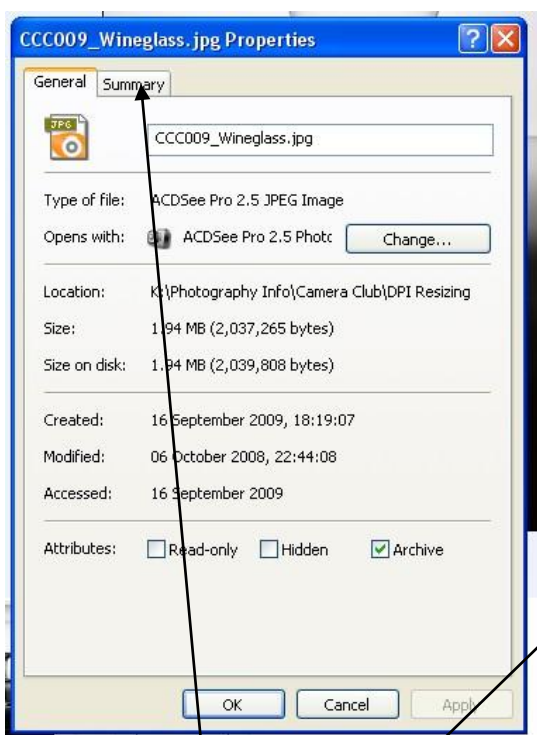 CCC009_Wineglass.jpg Properties
General Summary
JPG
CCC009_Wineglass.jpg
Type of file: ACDSee Pro 2.5 JPEG Image
Opens with: ACDSee Pro 2.5 Photo Change...
Location: K:\Photography Info\Camera Club\DPI Resizing
Size: 1.94 MB (2,037,265 bytes)
Size on disk: 1.94 MB (2,039,808 bytes)
Created: 16 September 2009, 18:19:07
Modified: 06 October 2008, 22:44:08
Accessed: 16 September 2009
Attributes: Read-only Hidden Archive
OK Cancel Apply